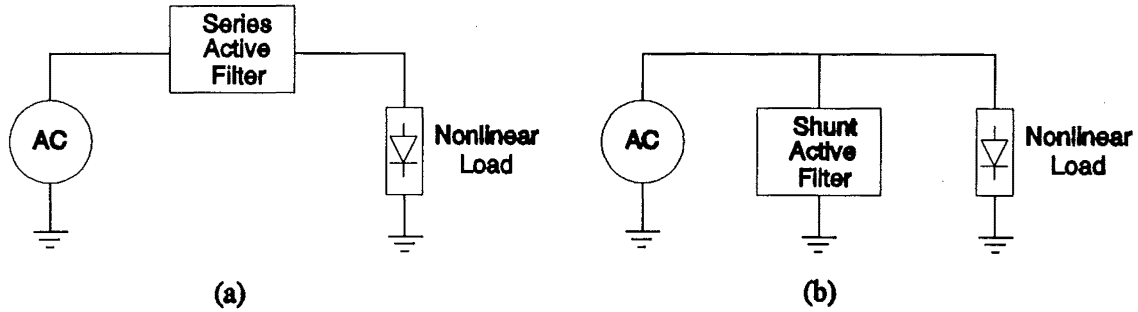 Series
Active
Filter
AC
Nonlinear
Load
(a)
AC
Shunt
Active
Filter
Nonlinear
Load
(b)